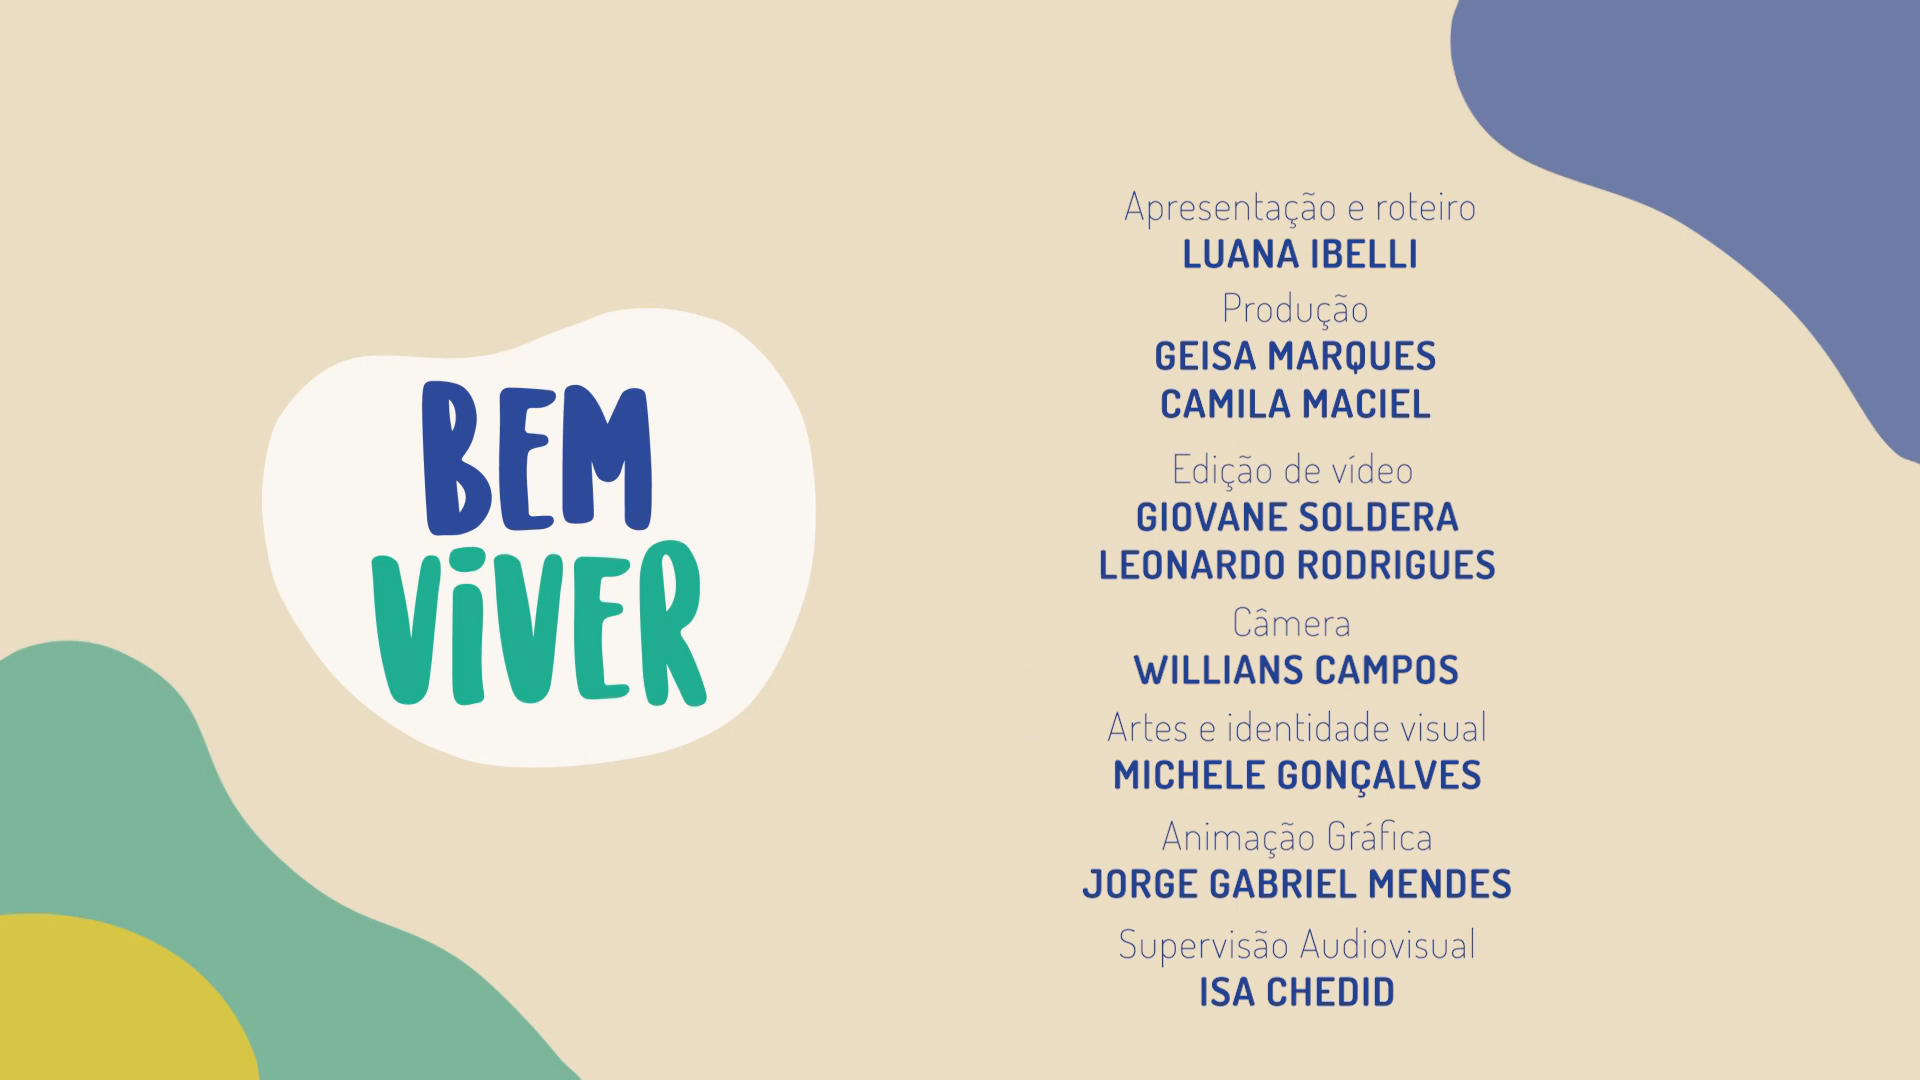 BEM
ViVER
Apresentação e roteiro
LUANA IBELLI
Produção
GEISA MARQUES
CAMILA MACIEL
Edição de vídeo
GIOVANE SOLDERA
LEONARDO RODRIGUES
Câmera
WILLIANS CAMPOS
Artes e identidade visual
MICHELE GONÇALVES
Animação Gráfica
JORGE GABRIEL MENDES
Supervisão Audiovisual
ISA CHEDID